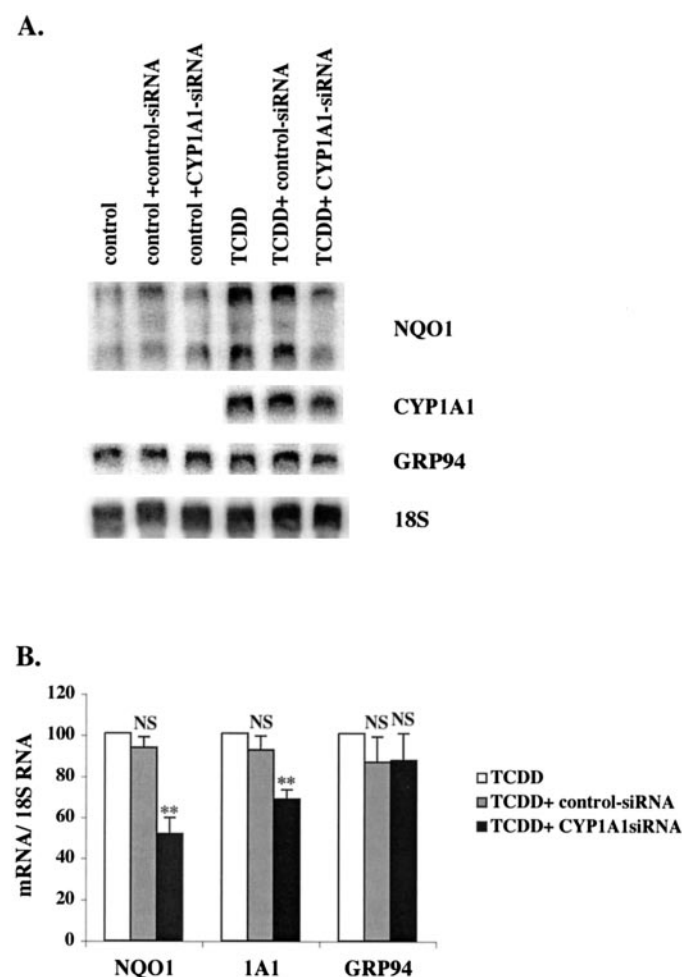 A.
control
control +control-siRNA
control +CYP1A1-siRNA
TCDD
TCDD+ control-siRNA
TCDD+ CYP1A1-siRNA
NQO1
CYP1A1
GRP94
18S
B.
mRNA/ 18S RNA
120
100
80
60
40
20
0
NS
**
NS
**
NS NS
NQO1 1A1 GRP94
TCDD
TCDD+ control-siRNA
TCDD+ CYP1A1siRNA